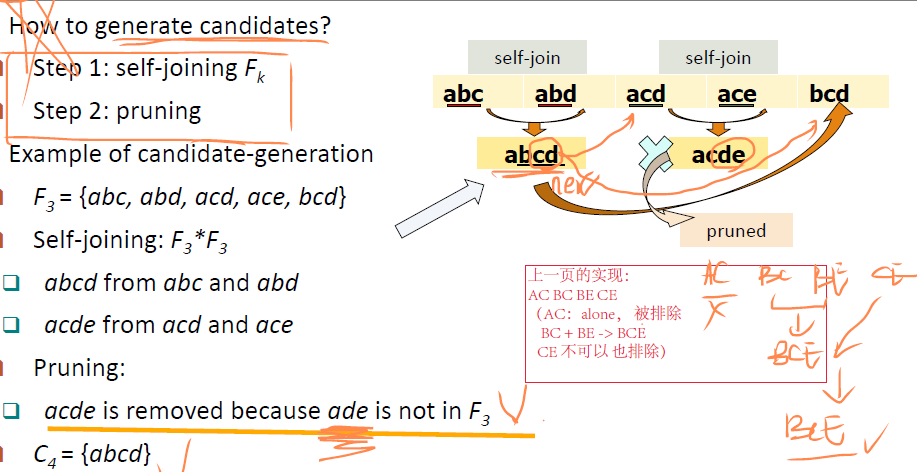 How to generate candidates?
Step 1: self-joining Fk
Step 2: pruning
Example of candidate-generation
F3 = {abc, abd, acd, ace, bcd}
Self-joining: F3*F3
abcd from abc and abd
acde from acd and ace
Pruning:
acde is removed because ade is not in F3
C4 = {abcd}
self-join
self-join
abc
abd
acd
ace
bcd
abcd
acde
new
pruned
上一页的实现:
AC BC BE CE
(AC: alone, 被排除
BC + BE -> BCE
CE 不可以 也排除)
AC BC BE CE
X
BCE
BCE